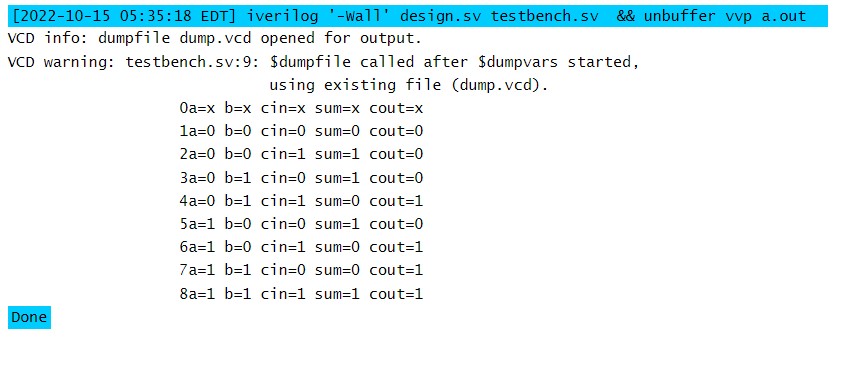 [2022-10-15 05:35:18 EDT] iverilog '-Wall' design.sv testbench.sv  && unbuffer vvp a.out
VCD info: dumpfile dump.vcd opened for output.
VCD warning: testbench.sv:9: $dumpfile called after $dumpvars started,
using existing file (dump.vcd).
0a=x b=x cin=x sum=x cout=x
1a=0 b=0 cin=0 sum=0 cout=0
2a=0 b=0 cin=1 sum=1 cout=0
3a=0 b=1 cin=0 sum=1 cout=0
4a=0 b=1 cin=1 sum=0 cout=1
5a=1 b=0 cin=0 sum=1 cout=0
6a=1 b=0 cin=1 sum=0 cout=1
7a=1 b=1 cin=0 sum=0 cout=1
8a=1 b=1 cin=1 sum=1 cout=1
Done